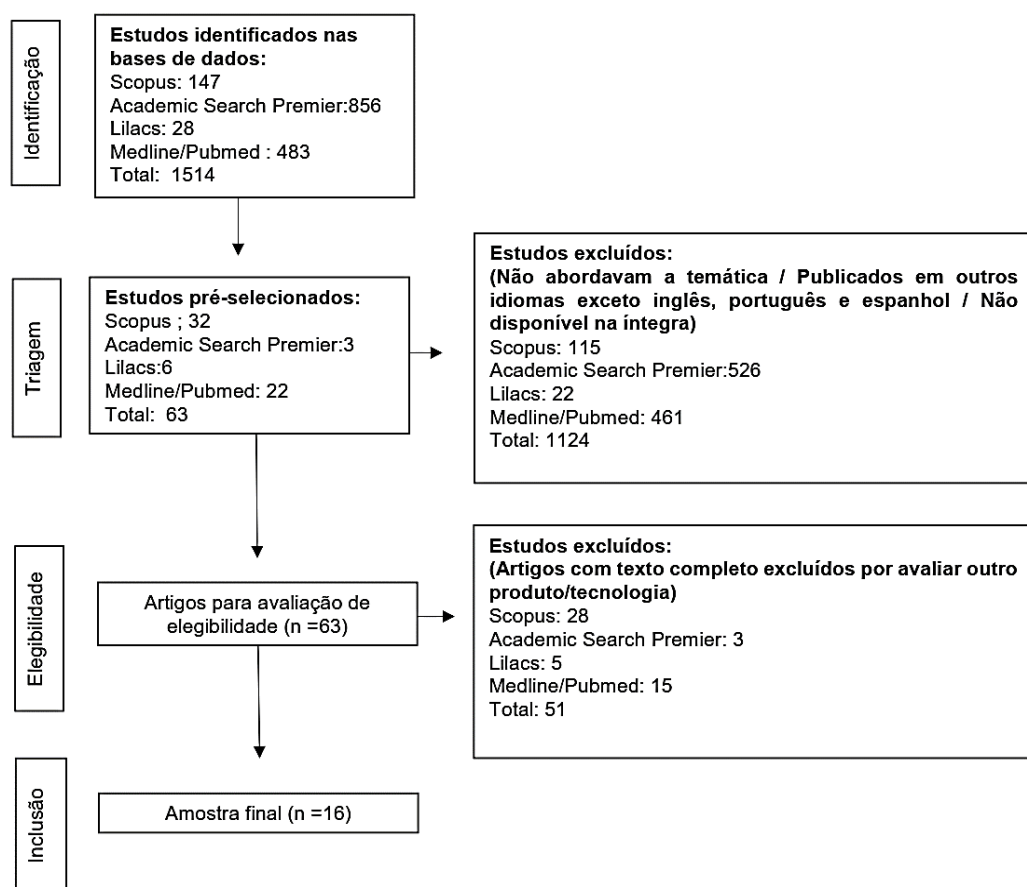 Identificação
Estudos identificados nas
bases de dados:
Scopus: 147
Academic Search Premier:856
Lilacs: 28
Medline/Pubmed : 483
Total: 1514
Triagem
Estudos pré-selecionados:
Scopus ; 32
Academic Search Premier:3
Lilacs:6
Medline/Pubmed: 22
Total: 63
Estudos excluídos:
(Não abordavam a temática / Publicados em outros
idiomas exceto inglês, português e espanhol / Não
disponível na íntegra)
Scopus: 115
Academic Search Premier:526
Lilacs: 22
Medline/Pubmed: 461
Total: 1124
Elegibilidade
Artigos para avaliação de
elegibilidade (n =63)
Estudos excluídos:
(Artigos com texto completo excluídos por avaliar outro
produto/tecnologia)
Scopus: 28
Academic Search Premier: 3
Lilacs: 5
Medline/Pubmed: 15
Total: 51
Inclusão
Amostra final (n =16)